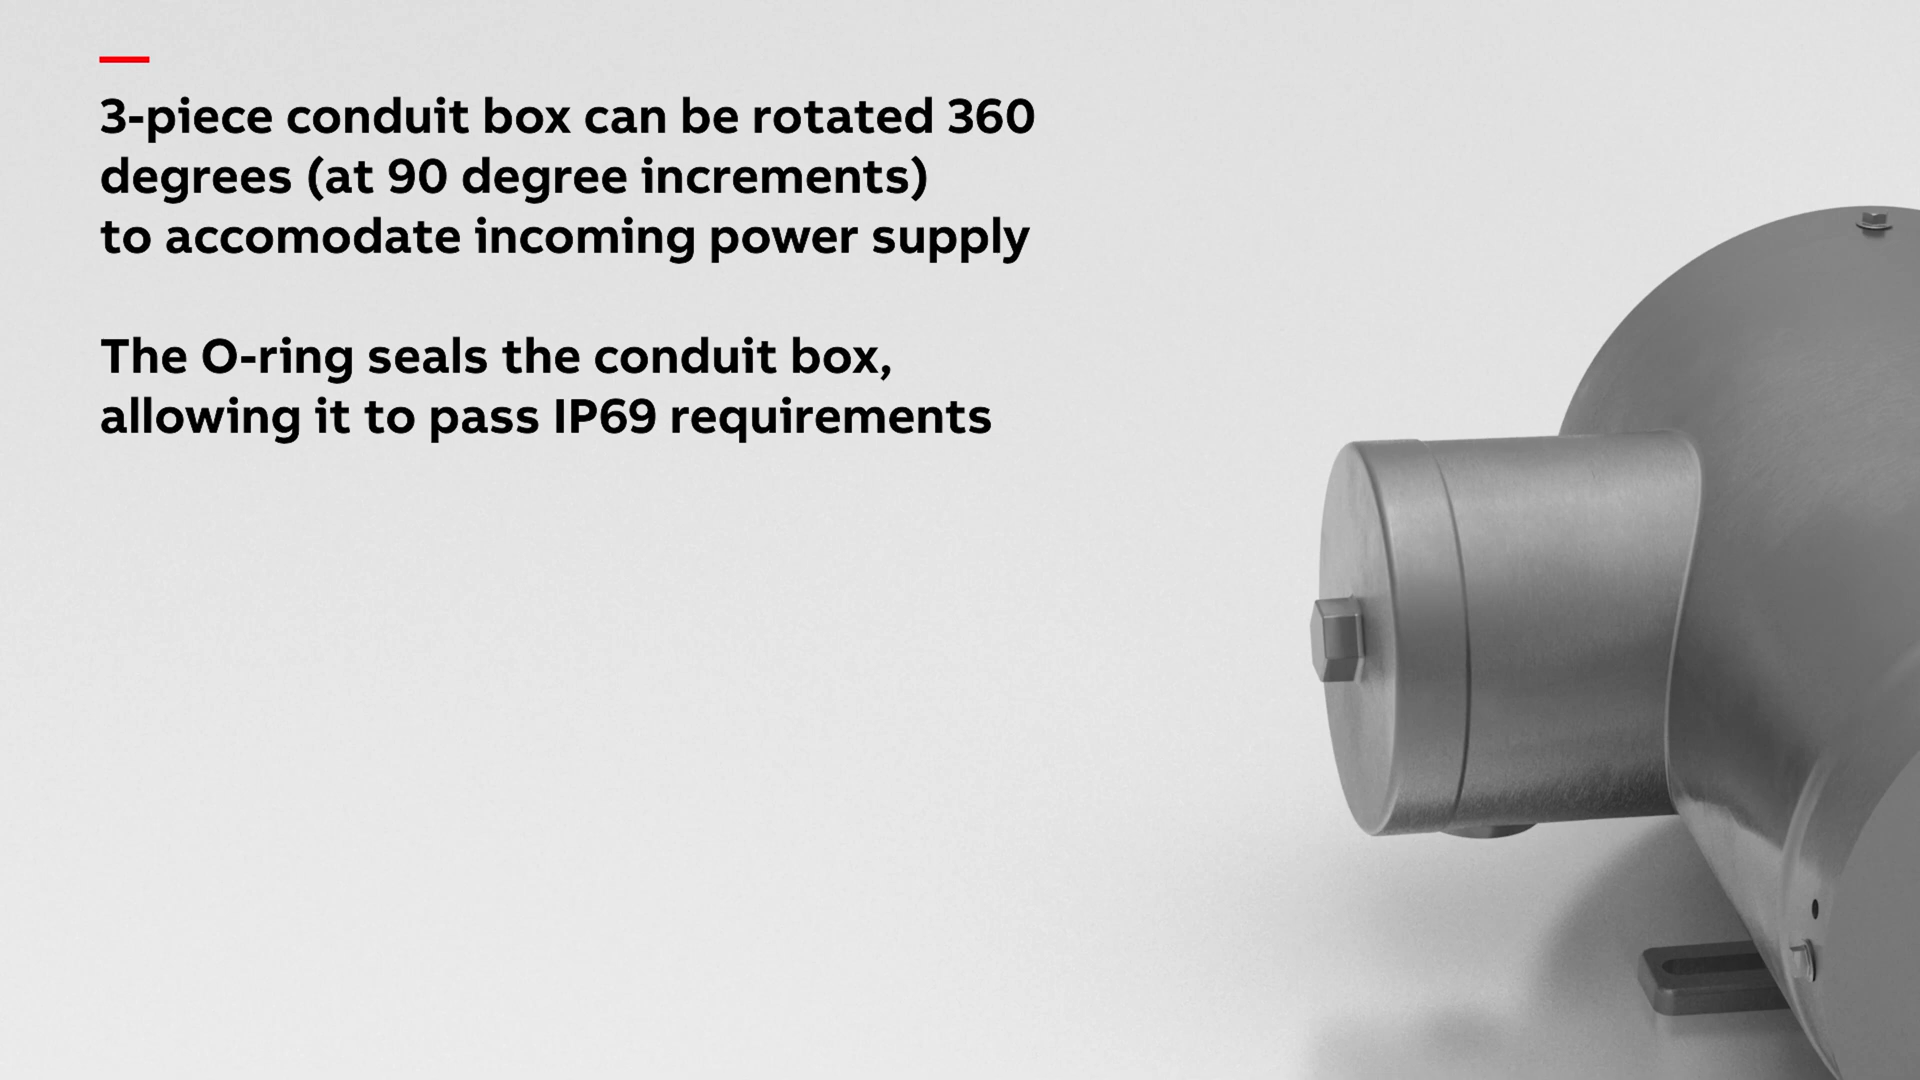 3-piece conduit box can be rotated 360
degrees (at 90 degree increments)
to accomodate incoming power supply
The O-ring seals the conduit box,
allowing it to pass IP69 requirements